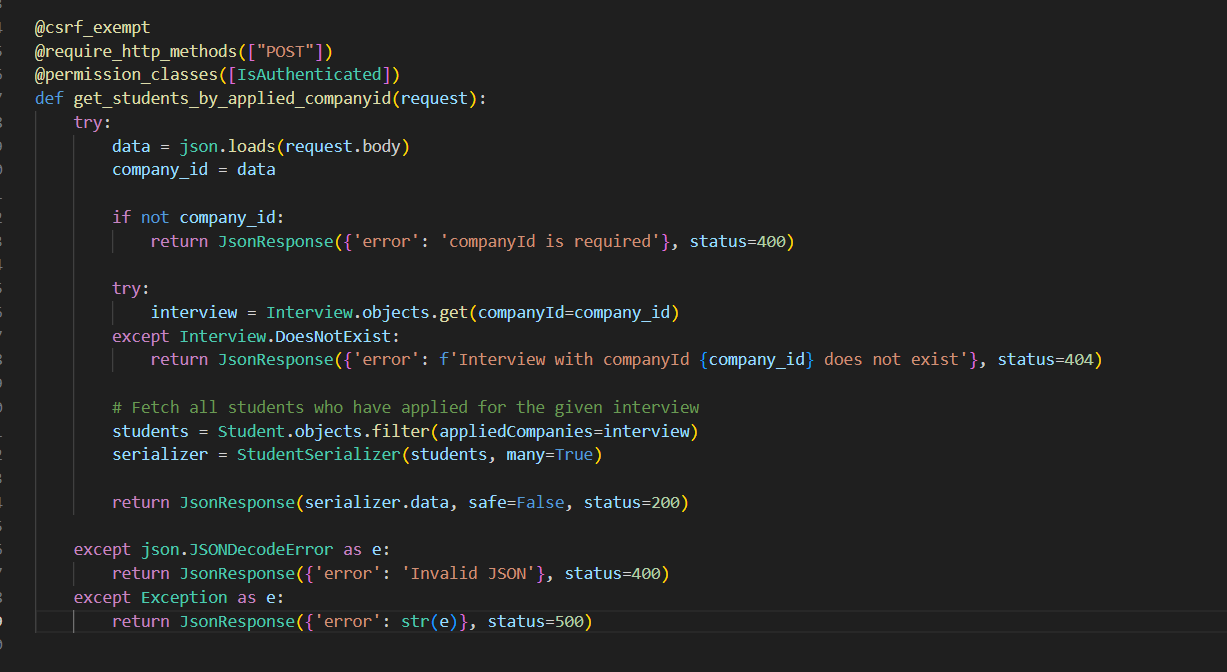 @csrf_exempt
@require_http_methods(["POST"])
@permission_classes([IsAuthenticated])
def get_students_by_applied_companyid(request):
    try:
        data = json.loads(request.body)
        company_id = data

        if not company_id:
            return JsonResponse({'error': 'companyId is required'}, status=400)

        try:
            interview = Interview.objects.get(companyId=company_id)
        except Interview.DoesNotExist:
            return JsonResponse({'error': f'Interview with companyId {company_id} does not exist'}, status=404)

        # Fetch all students who have applied for the given interview
        students = Student.objects.filter(appliedCompanies=interview)
        serializer = StudentSerializer(students, many=True)

        return JsonResponse(serializer.data, safe=False, status=200)

    except json.JSONDecodeError as e:
        return JsonResponse({'error': 'Invalid JSON'}, status=400)
    except Exception as e:
        return JsonResponse({'error': str(e)}, status=500)